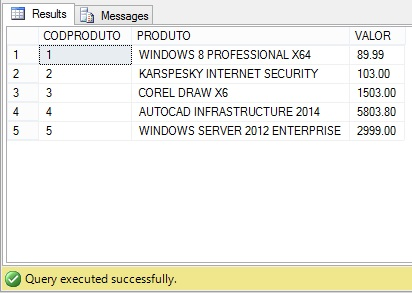 Results Messages
CODPRODUTO PRODUTO VALOR
1 1 WINDOWS 8 PROFESSIONAL X64 89.99
2 2 KARSPESKY INTERNET SECURITY 103.00
3 3 COREL DRAW X6 1503.00
4 4 AUTOCAD INFRASTRUCTURE 2014 5803.80
5 5 WINDOWS SERVER 2012 ENTERPRISE 2999.00
Query executed successfully.